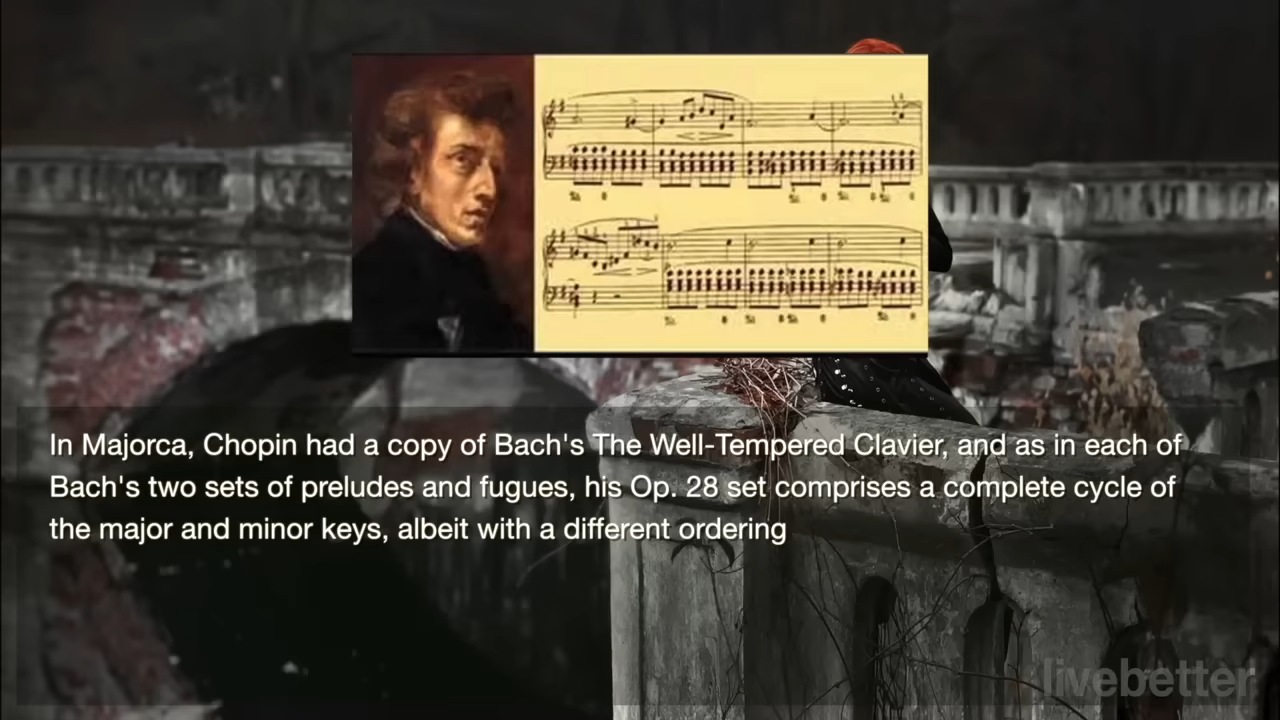 In Majorca, Chopin had a copy of Bach's The Well-Tempered Clavier, and as in each of
Bach's two sets of preludes and fugues, his Op. 28 set comprises a complete cycle of
the major and minor keys, albeit with a different ordering
livebetter